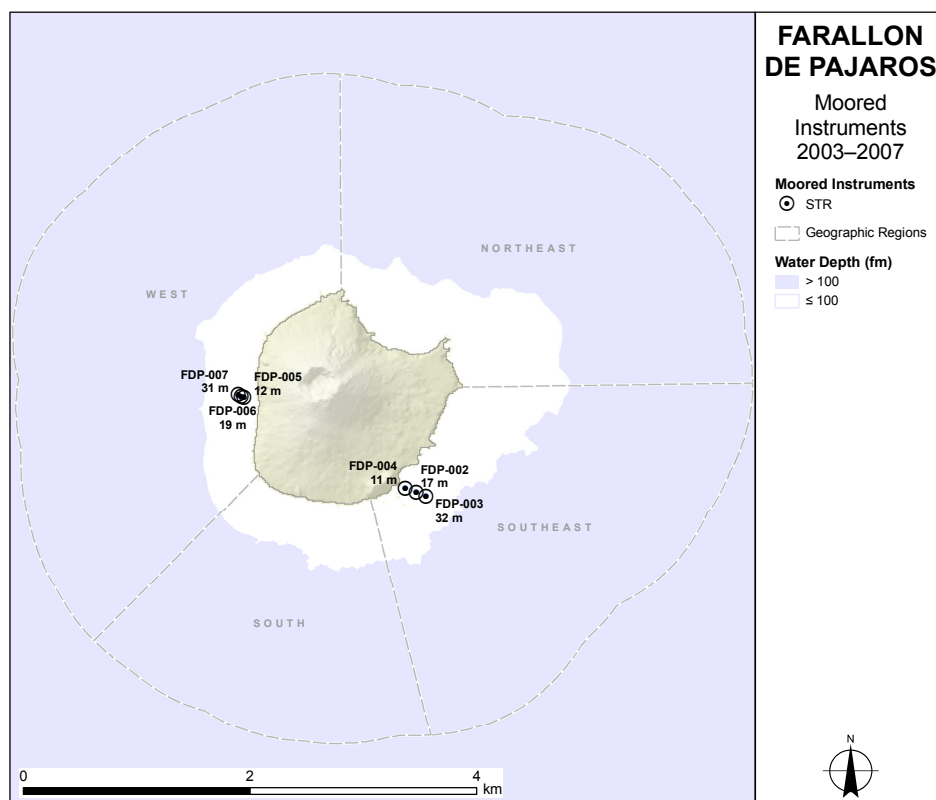 FARALLON
DE PAJAROS
Moored
Instruments
2003–2007
Moored Instruments
STR
Geographic Regions
Water Depth (fm)
> 100
≤ 100
NORTHEAST
WEST
FDP-007
31 m
FDP-005
12 m
FDP-006
19 m
FDP-004
11 m
FDP-002
17 m
FDP-003
32 m
SOUTHEAST
SOUTH
N
0 2 4
km